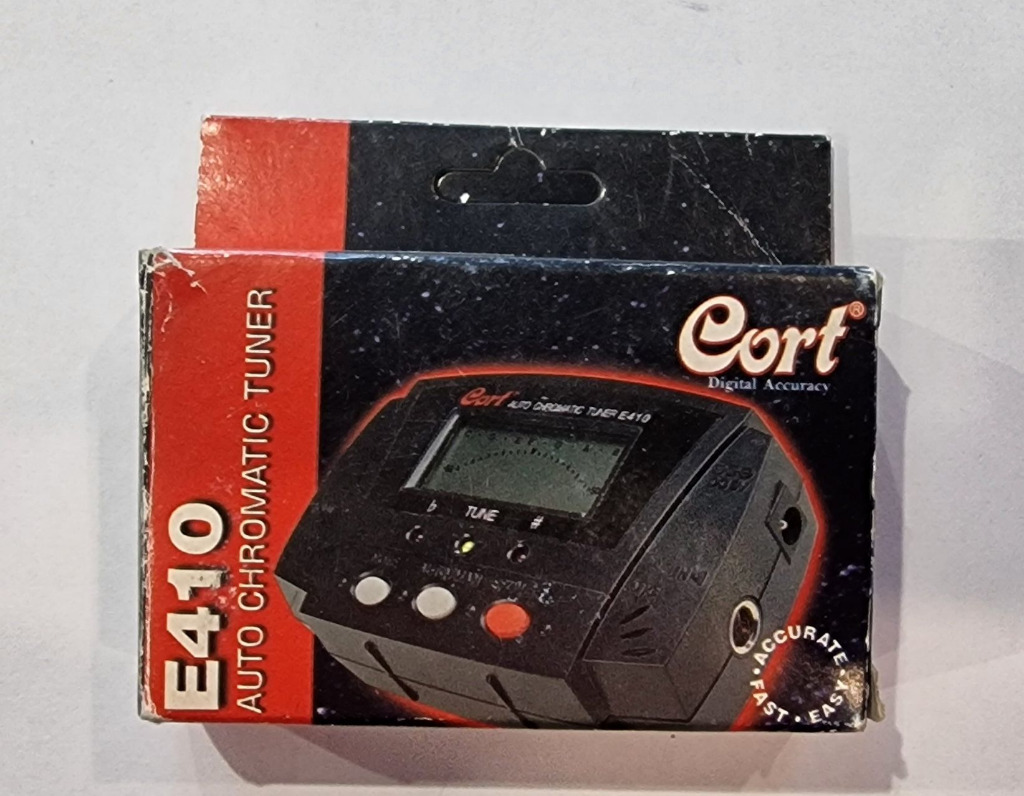 Cort®
Digital Accuracy
E410
AUTO CHROMATIC TUNER
Cort AUTO CHROMATIC TUNER E410
♭ TUNE #
• ACCURATE • EASY • FAST